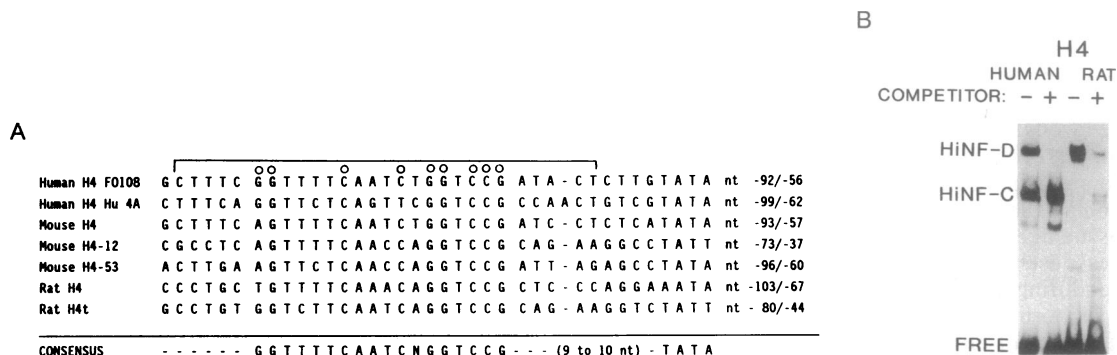 A
Human H4 F0108 G C T T T C G G T T T T C A A T C T G G T C C G A T A - C T C T T G T A T A nt -92/-56
Human H4 Hu 4A C T T T C A G G T T C T C A G T T C G G T C C G C C A A C T G T C G T A T A nt -99/-62
Mouse H4 G C T T T C A G T T T T C A A T C T G G T C C G A T C - C T C T C A T A T A nt -93/-57
Mouse H4-12 C G C C T C A G T T T T C A A C C A G G T C C G C A G - A A G G C C T A T T nt -73/-37
Mouse H4-53 A C T T G A A G T T C T C A A C C A G G T C C G A T T - A G A G C C T A T A nt -96/-60
Rat H4 C C C T G C T G T T T T C A A A C A G G T C C G C T C - C C A G G A A A T A nt -103/-67
Rat H4t G C C T G T G G T C T T C A A A C A G G T C C G C A G - A A G G T C T A T T nt - 80/-44
CONSENSUS - - - - - - G G T T T T C A A T C N G G T C C G - - - (9 to 10 nt) - T A T A
B
H4
HUMAN RAT
COMPETITOR: - + - +
HiNF-D
HiNF-C
FREE